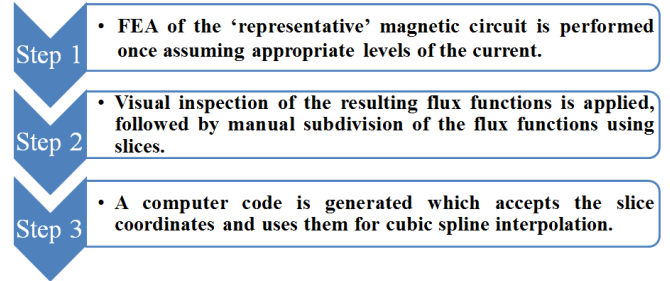 Step 1
• FEA of the ‘representative’ magnetic circuit is performed
once assuming appropriate levels of the current.
Step 2
• Visual inspection of the resulting flux functions is applied,
followed by manual subdivision of the flux functions using
slices.
Step 3
• A computer code is generated which accepts the slice
coordinates and uses them for cubic spline interpolation.